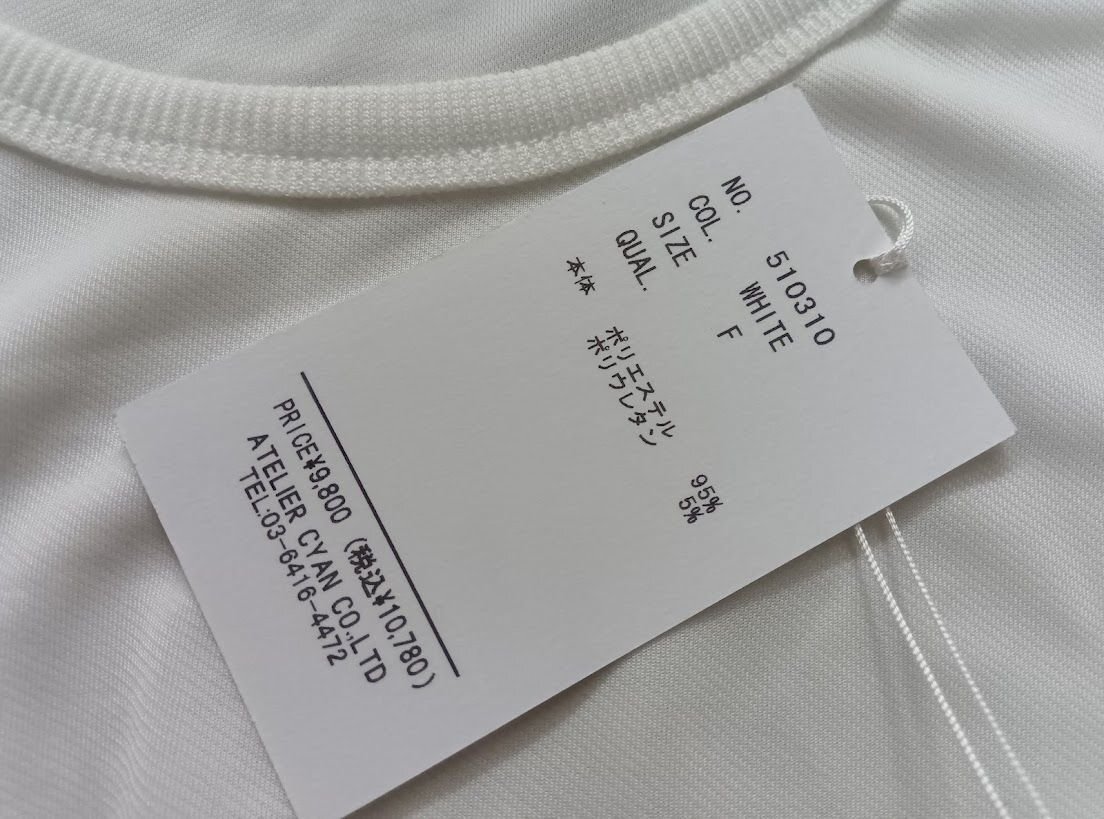 NO. 510310
COL. WHITE
SIZE F
QUAL.
本体 ポリエステル 95%
ポリウレタン 5%
PRICE¥9,800 (税込¥10,780)
ATELIER CYAN CO.,LTD
TEL:03-6416-4472